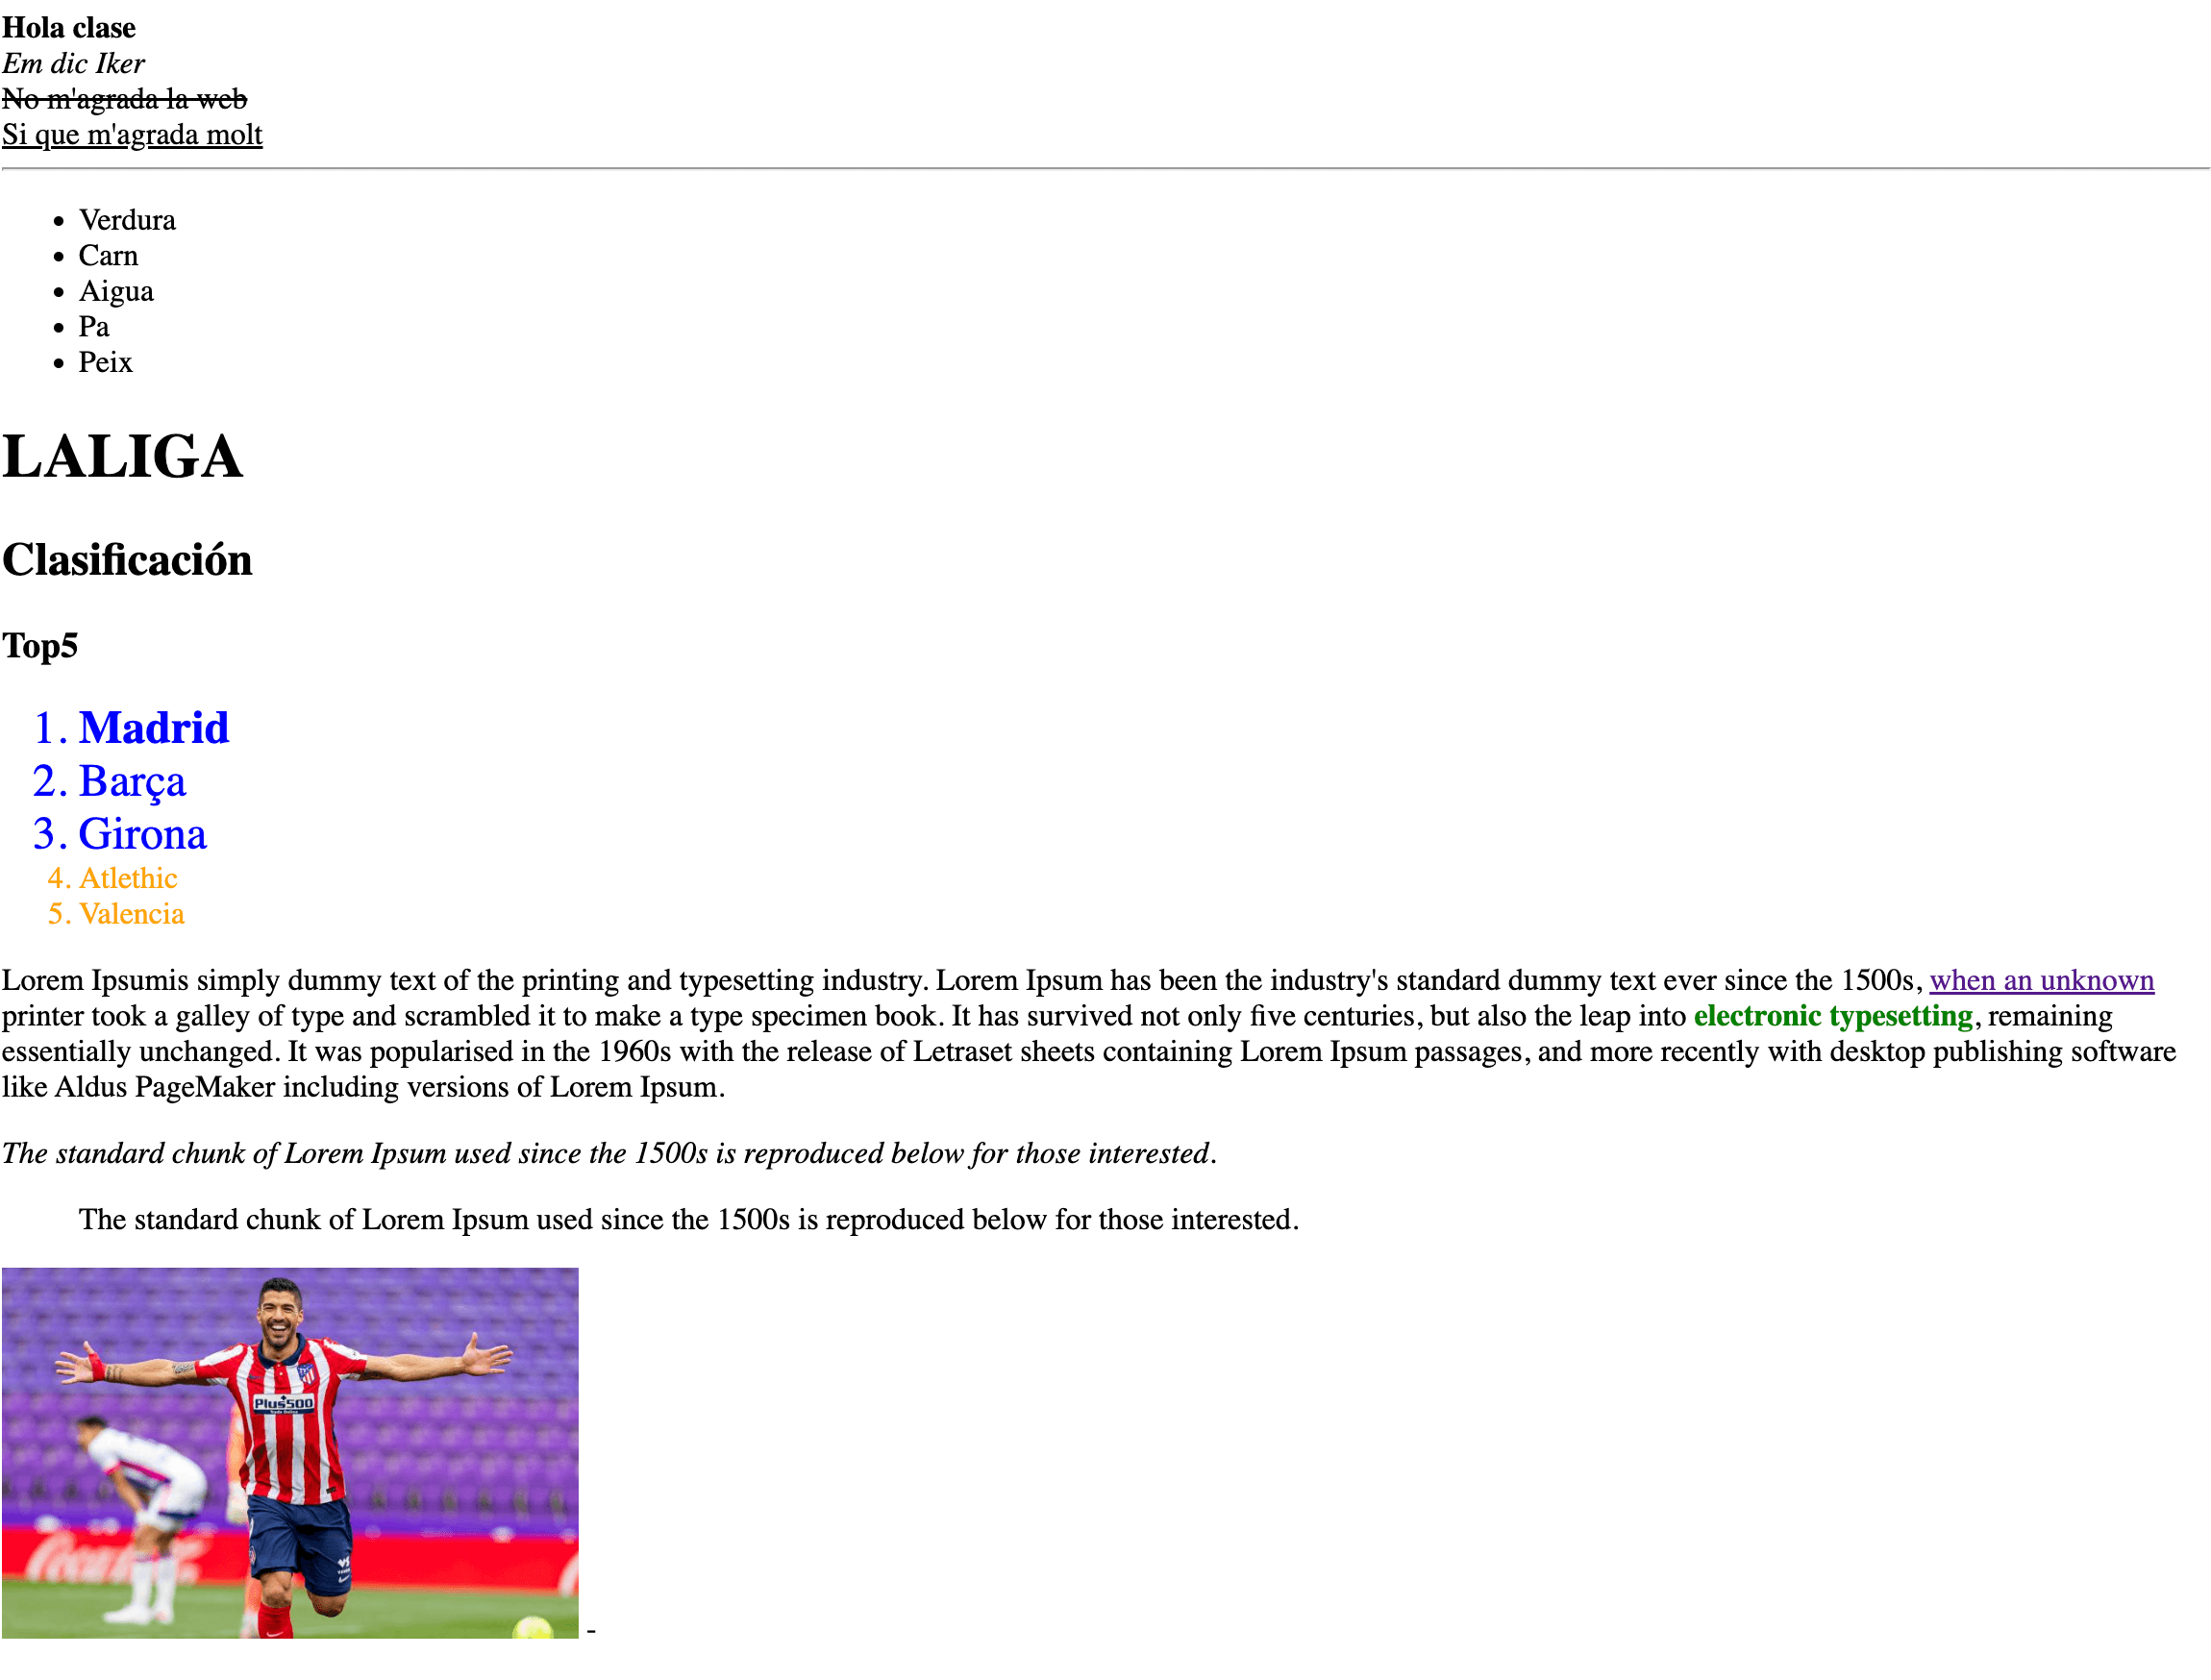 Hola clase
Em dic Iker
No m'agrada la web
Si que m'agrada molt
• Verdura
• Carn
• Aigua
• Pa
• Peix
LALIGA
Clasificación
Top5
1. Madrid
2. Barça
3. Girona
4. Atlethic
5. Valencia
Lorem Ipsumis simply dummy text of the printing and typesetting industry. Lorem Ipsum has been the industry's standard dummy text ever since the 1500s, when an unknown
printer took a galley of type and scrambled it to make a type specimen book. It has survived not only five centuries, but also the leap into electronic typesetting, remaining
essentially unchanged. It was popularised in the 1960s with the release of Letraset sheets containing Lorem Ipsum passages, and more recently with desktop publishing software
like Aldus PageMaker including versions of Lorem Ipsum.
The standard chunk of Lorem Ipsum used since the 1500s is reproduced below for those interested.
The standard chunk of Lorem Ipsum used since the 1500s is reproduced below for those interested.
Plus500
-